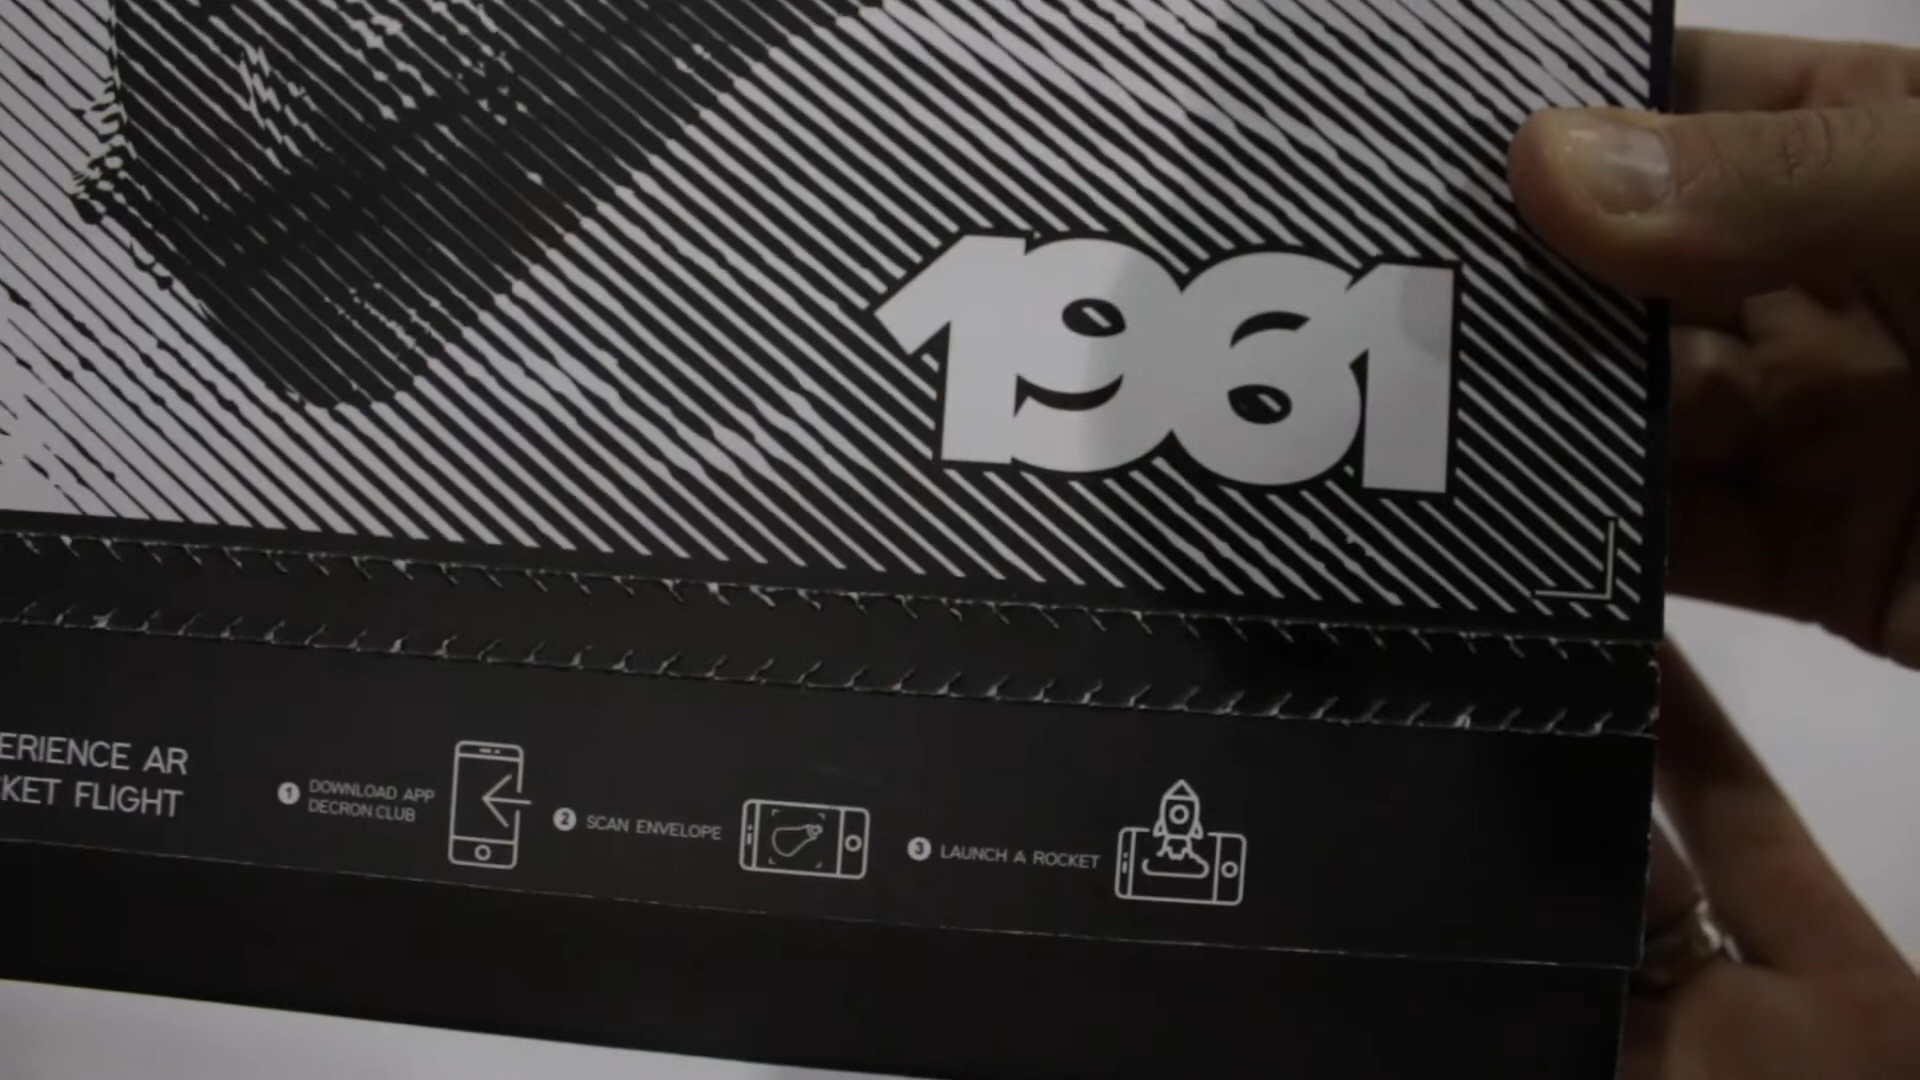 1961
ERIENCE AR
KET FLIGHT
1 DOWNLOAD APP
DECRON.CLUB
2 SCAN ENVELOPE
3 LAUNCH A ROCKET